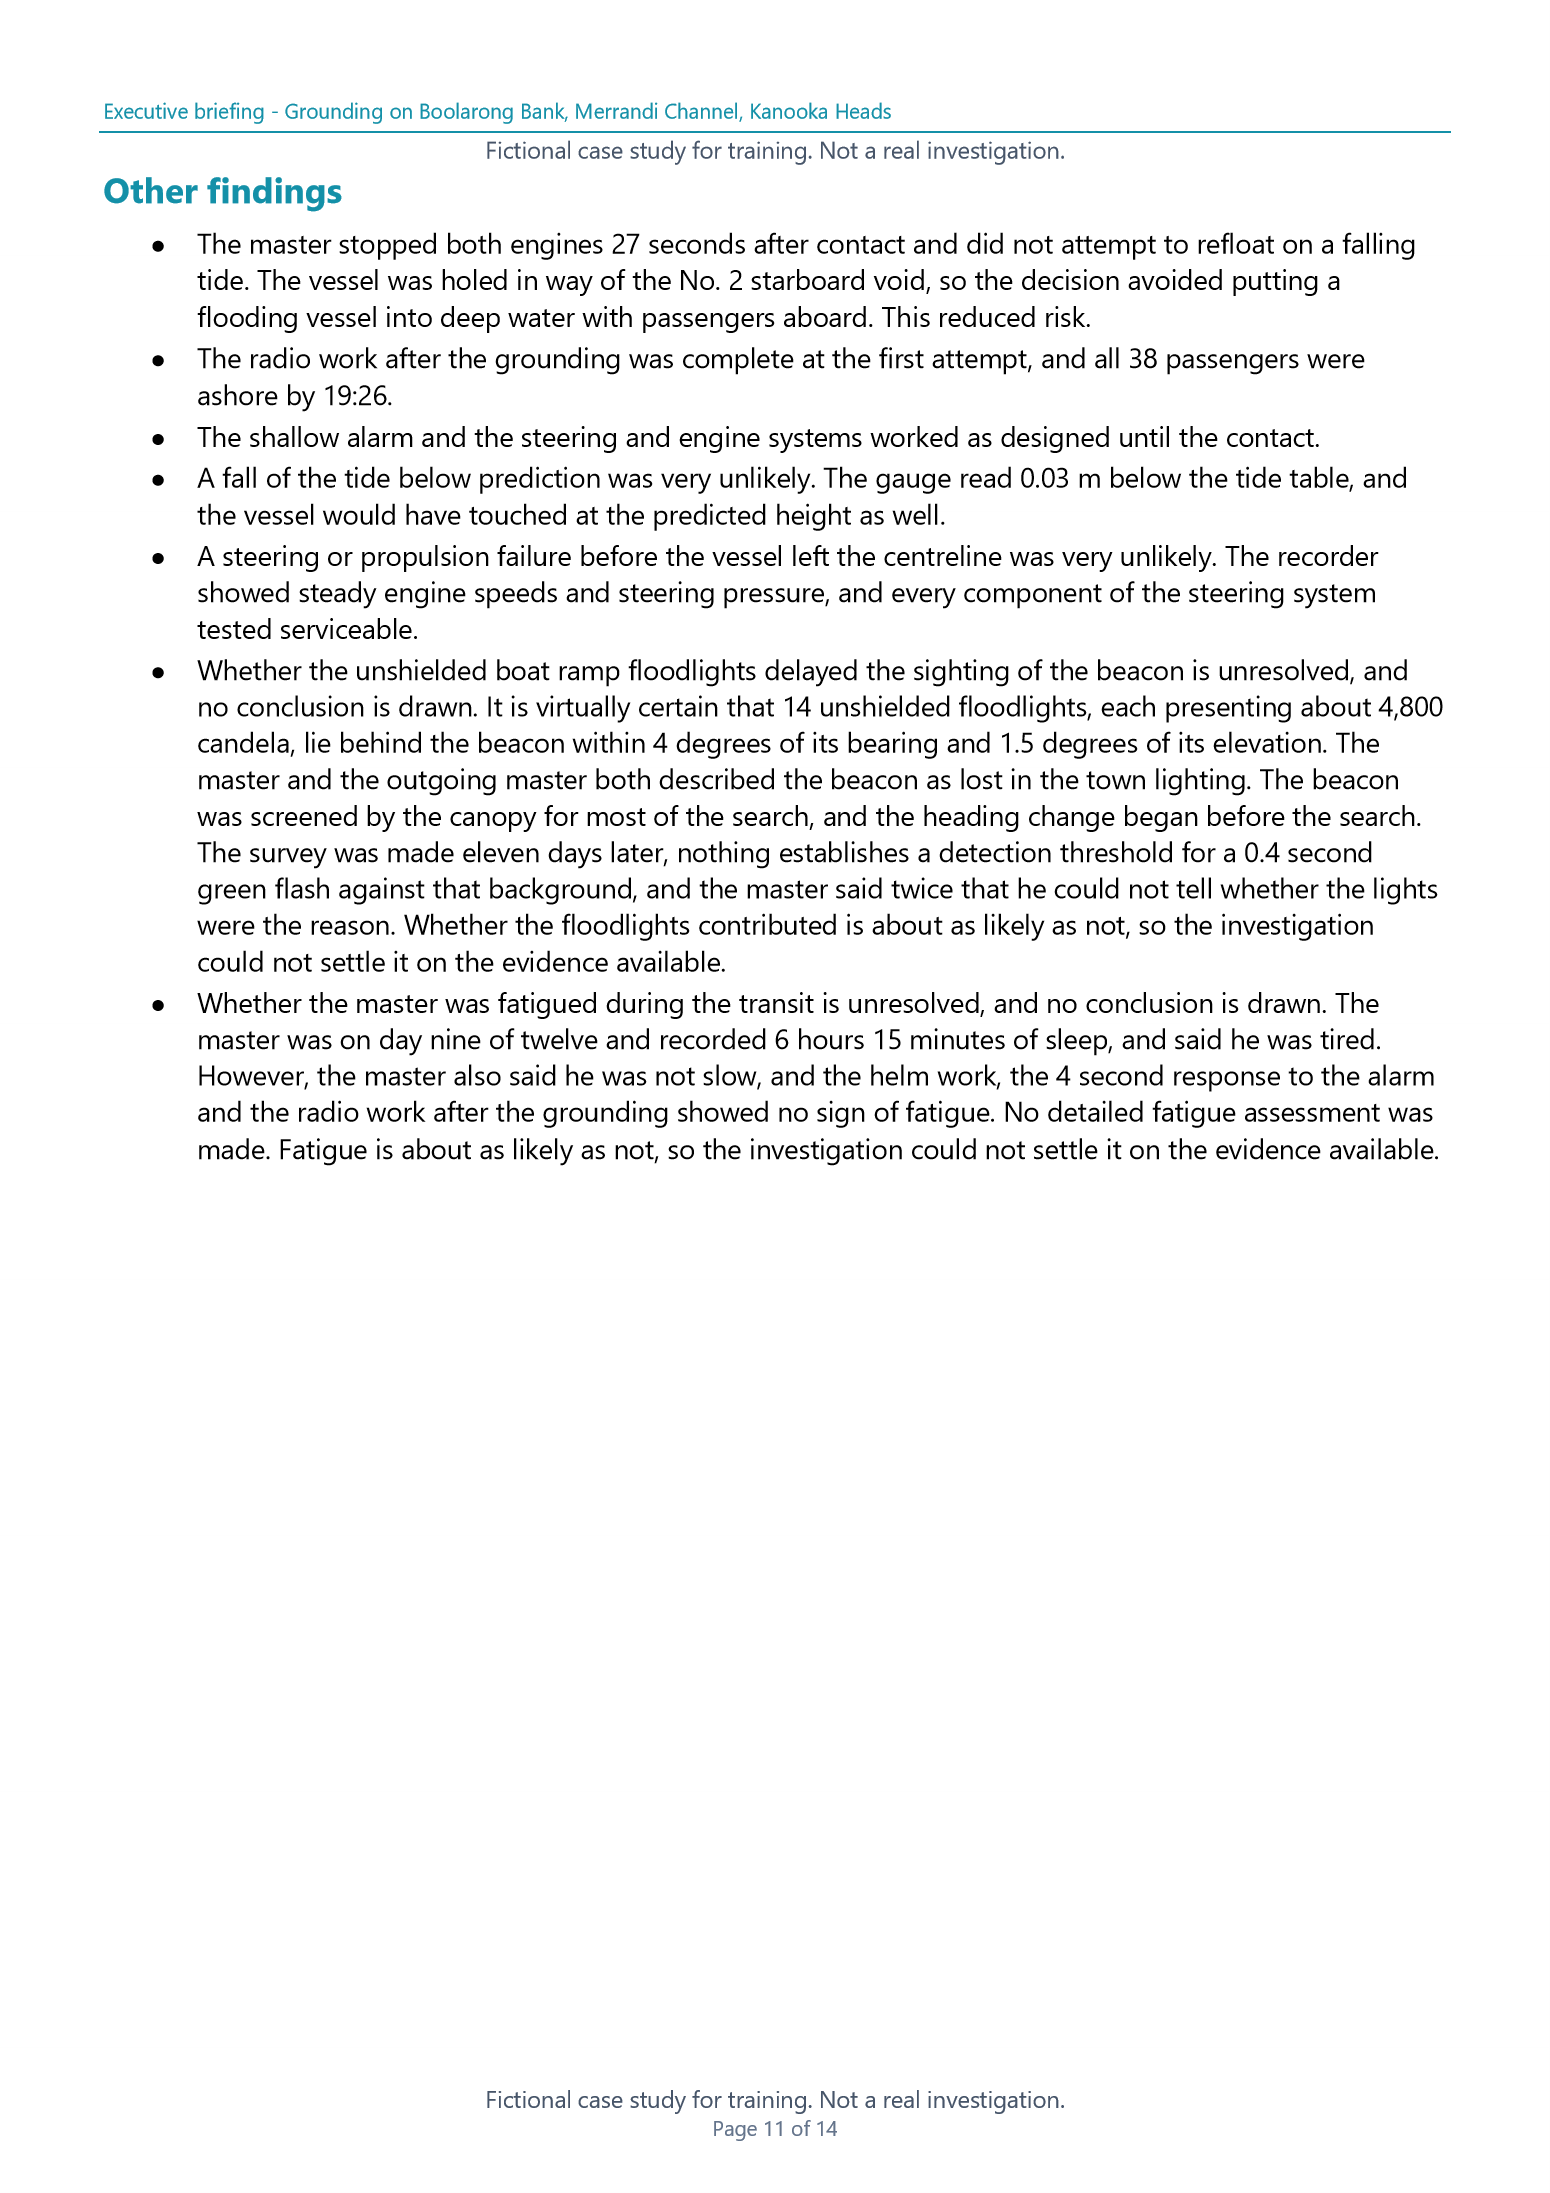 Executive briefing - Grounding on Boolarong Bank, Merrandi Channel, Kanooka Heads
Fictional case study for training. Not a real investigation.
Other findings
● The master stopped both engines 27 seconds after contact and did not attempt to refloat on a falling
tide. The vessel was holed in way of the No. 2 starboard void, so the decision avoided putting a
flooding vessel into deep water with passengers aboard. This reduced risk.
● The radio work after the grounding was complete at the first attempt, and all 38 passengers were
ashore by 19:26.
● The shallow alarm and the steering and engine systems worked as designed until the contact.
● A fall of the tide below prediction was very unlikely. The gauge read 0.03 m below the tide table, and
the vessel would have touched at the predicted height as well.
● A steering or propulsion failure before the vessel left the centreline was very unlikely. The recorder
showed steady engine speeds and steering pressure, and every component of the steering system
tested serviceable.
● Whether the unshielded boat ramp floodlights delayed the sighting of the beacon is unresolved, and
no conclusion is drawn. It is virtually certain that 14 unshielded floodlights, each presenting about 4,800
candela, lie behind the beacon within 4 degrees of its bearing and 1.5 degrees of its elevation. The
master and the outgoing master both described the beacon as lost in the town lighting. The beacon
was screened by the canopy for most of the search, and the heading change began before the search.
The survey was made eleven days later, nothing establishes a detection threshold for a 0.4 second
green flash against that background, and the master said twice that he could not tell whether the lights
were the reason. Whether the floodlights contributed is about as likely as not, so the investigation
could not settle it on the evidence available.
● Whether the master was fatigued during the transit is unresolved, and no conclusion is drawn. The
master was on day nine of twelve and recorded 6 hours 15 minutes of sleep, and said he was tired.
However, the master also said he was not slow, and the helm work, the 4 second response to the alarm
and the radio work after the grounding showed no sign of fatigue. No detailed fatigue assessment was
made. Fatigue is about as likely as not, so the investigation could not settle it on the evidence available.
Fictional case study for training. Not a real investigation.
Page 11 of 14